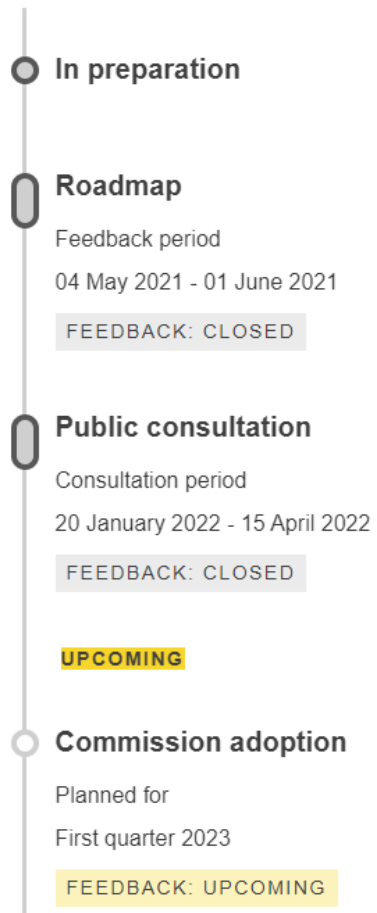 In preparation
Roadmap
Feedback period
04 May 2021 - 01 June 2021
FEEDBACK: CLOSED
Public consultation
Consultation period
20 January 2022 - 15 April 2022
FEEDBACK: CLOSED
UPCOMING
Commission adoption
Planned for
First quarter 2023
FEEDBACK: UPCOMING